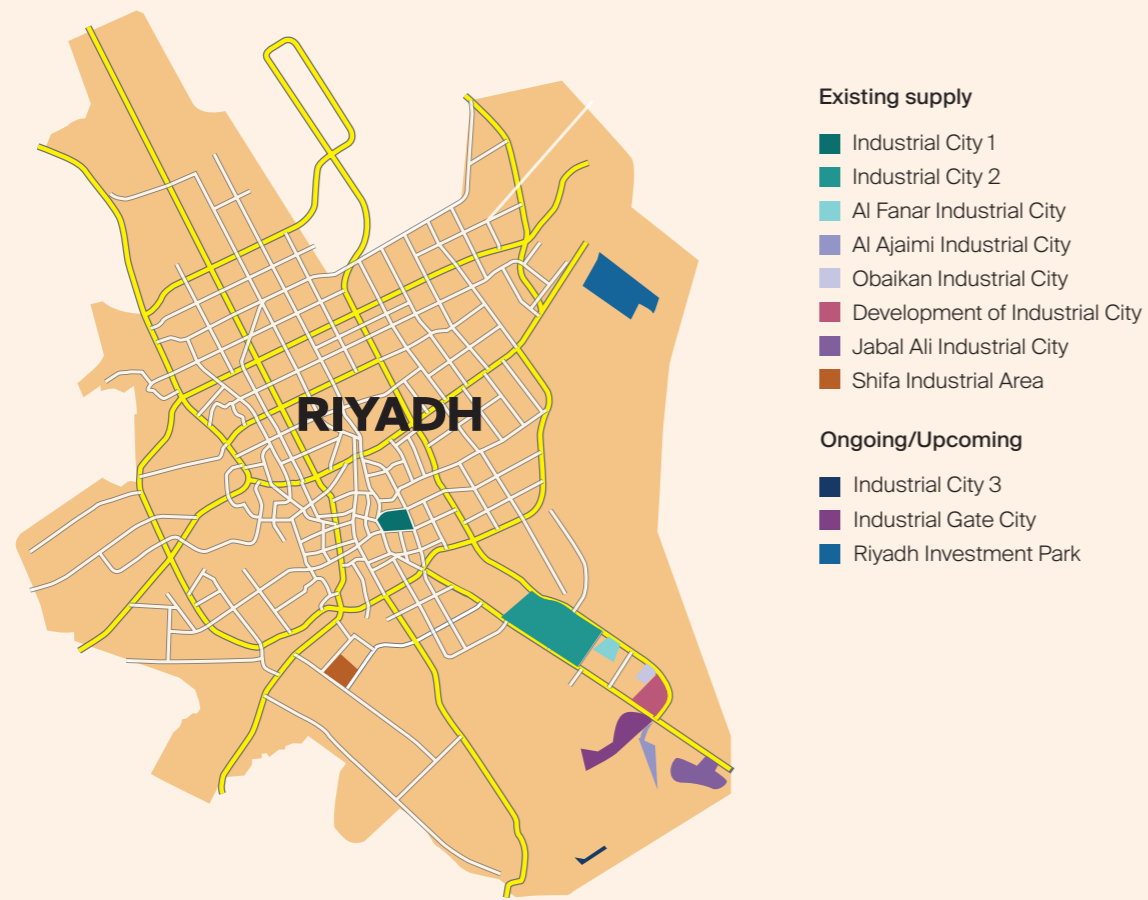 RIYADH
Existing supply
Industrial City 1
Industrial City 2
Al Fanar Industrial City
Al Ajaimi Industrial City
Obaikan Industrial City
Development of Industrial City
Jabal Ali Industrial City
Shifa Industrial Area
Ongoing/Upcoming
Industrial City 3
Industrial Gate City
Riyadh Investment Park